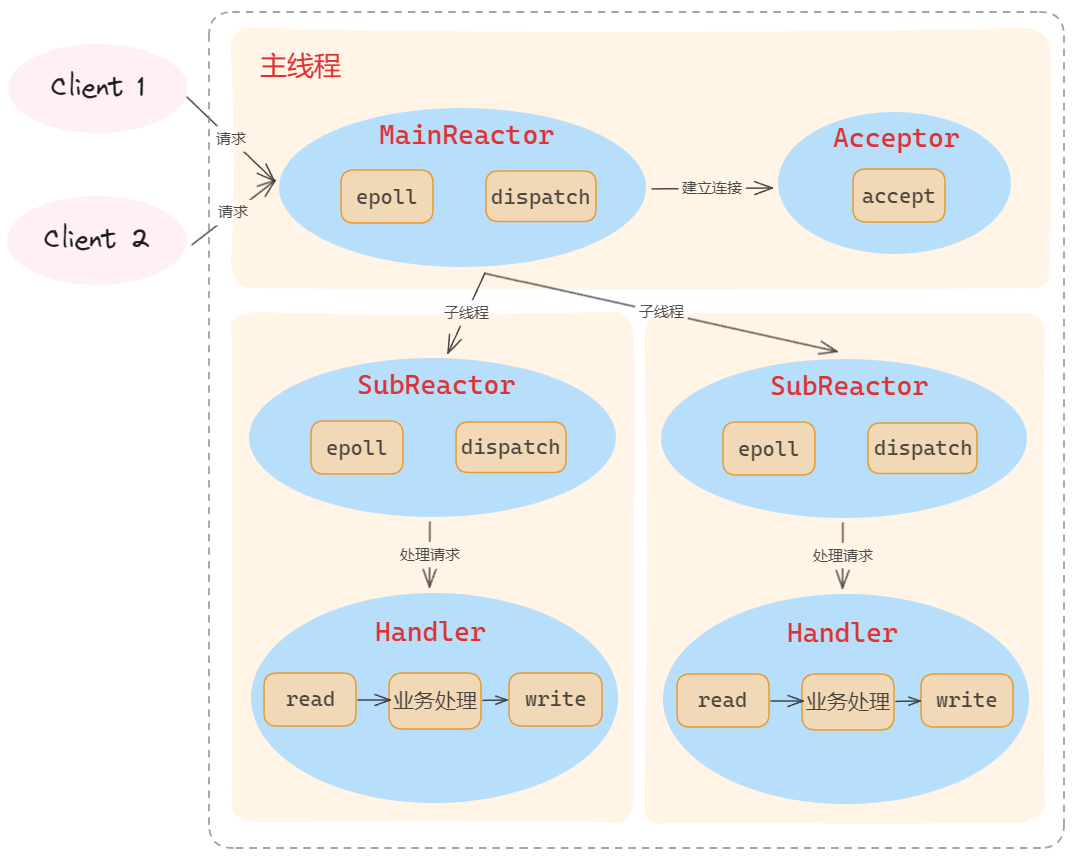 主线程
Client 1
请求
MainReactor
epoll
dispatch
建立连接
Acceptor
accept
Client 2
请求
子线程
子线程
SubReactor
epoll
dispatch
SubReactor
epoll
dispatch
处理请求
处理请求
Handler
read
业务处理
write
Handler
read
业务处理
write